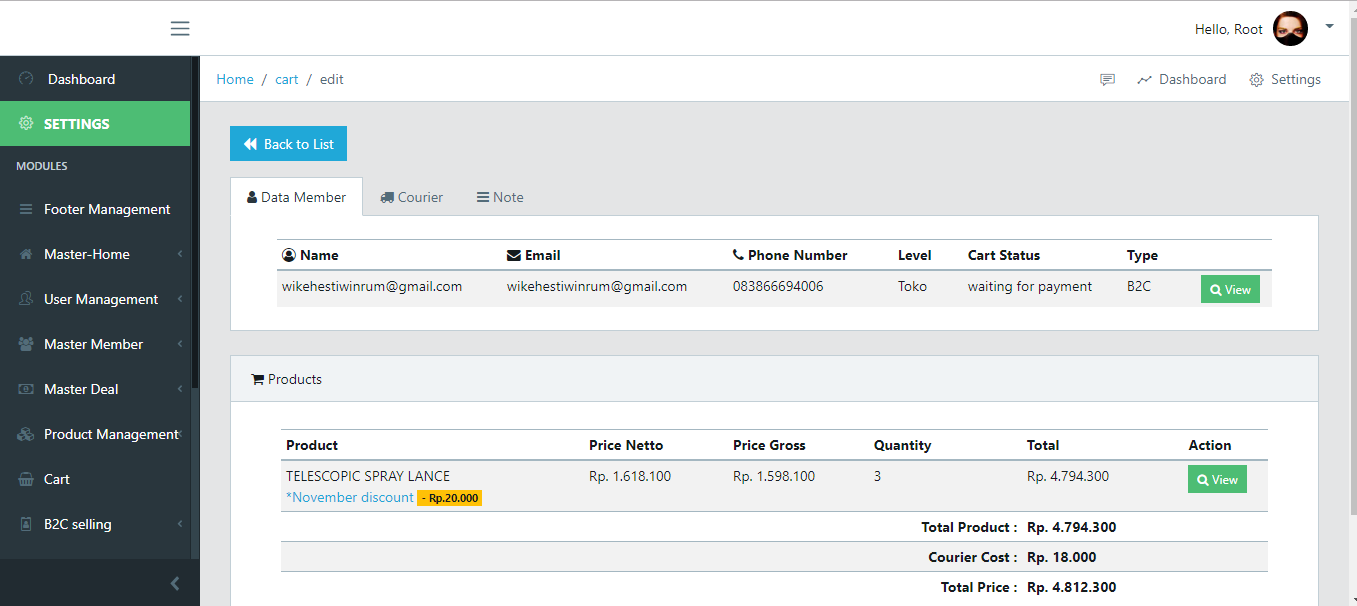 Hello, Root
Dashboard
SETTINGS
MODULES
Footer Management
Master-Home
User Management
Master Member
Master Deal
Product Management
Cart
B2C selling
Home / cart / edit
Dashboard
Settings
Back to List
Data Member
Courier
Note
Name Email Phone Number Level Cart Status Type
wikehestiwinrum@gmail.com wikehestiwinrum@gmail.com 083866694006 Toko waiting for payment B2C View
Products
Product Price Netto Price Gross Quantity Total Action
TELESCOPIC SPRAY LANCE Rp. 1.618.100 Rp. 1.598.100 3 Rp. 4.794.300 View
*November discount - Rp.20.000
Total Product : Rp. 4.794.300
Courier Cost : Rp. 18.000
Total Price : Rp. 4.812.300